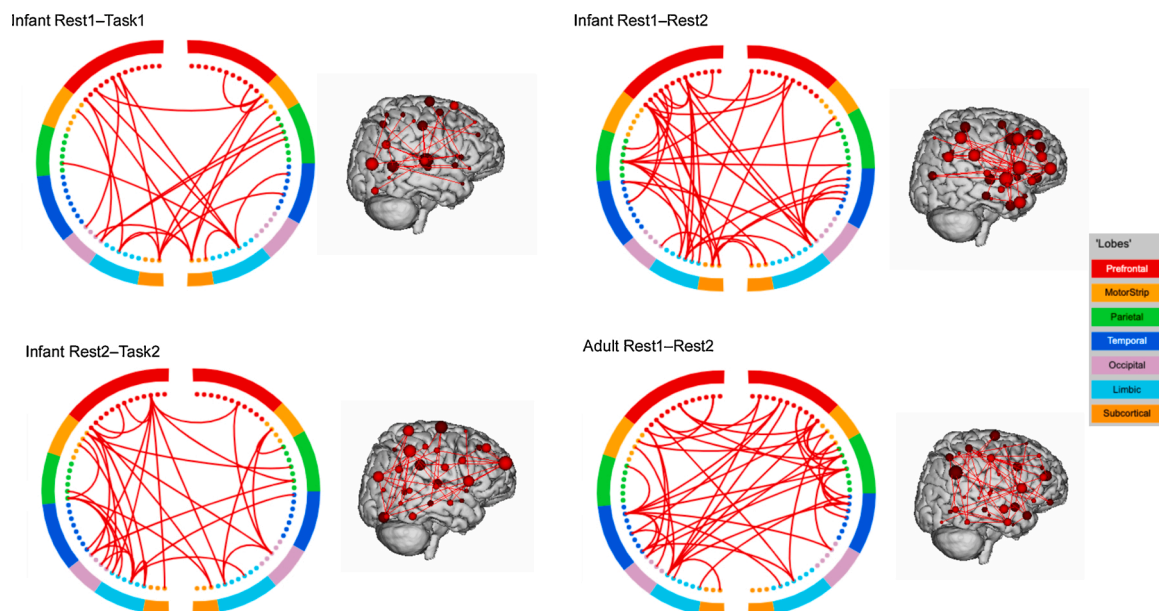 Infant Rest1–Task1
Infant Rest1–Rest2
'Lobes'
Prefrontal
MotorStrip
Parietal
Temporal
Occipital
Limbic
Subcortical
Infant Rest2–Task2
Adult Rest1–Rest2